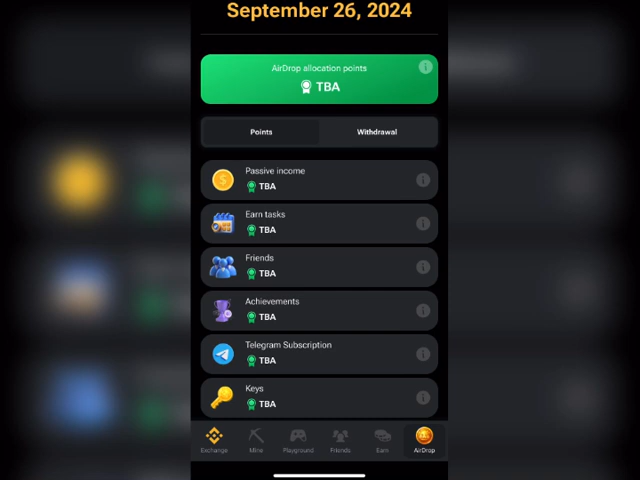 September 26, 2024
AirDrop allocation points
TBA
Points
Withdrawal
Passive income
TBA
Earn tasks
TBA
Friends
TBA
Achievements
TBA
Telegram Subscription
TBA
Keys
TBA
Exchange
Mine
Playground
Friends
Earn
AirDrop